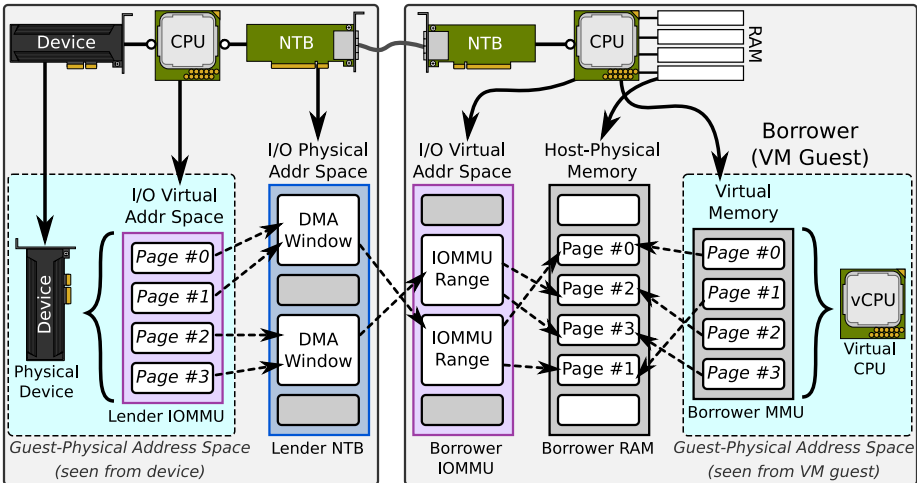 Device
CPU
NTB
NTB
CPU
RAM
I/O Physical
Addr Space
I/O Virtual
Addr Space
Host-Physical
Memory
Borrower
(VM Guest)
I/O Virtual
Addr Space
Virtual
Memory
Device
Physical
Device
Page #0
Page #1
Page #2
Page #3
Lender IOMMU
DMA
Window
DMA
Window
Lender NTB
IOMMU
Range
IOMMU
Range
Borrower
IOMMU
Page #0
Page #2
Page #3
Page #1
Borrower RAM
Page #0
Page #1
Page #2
Page #3
Borrower MMU
vCPU
Virtual
CPU
Guest-Physical Address Space
(seen from device)
Guest-Physical Address Space
(seen from VM guest)